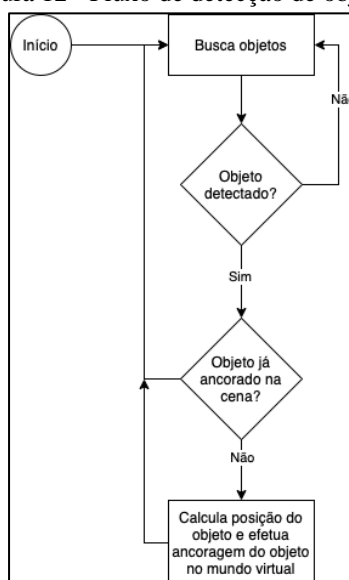 Início
Busca objetos
Não
Objeto
detectado?
Sim
Objeto já
ancorado na
cena?
Não
Calcula posição do
objeto e efetua
ancoragem do objeto
no mundo virtual